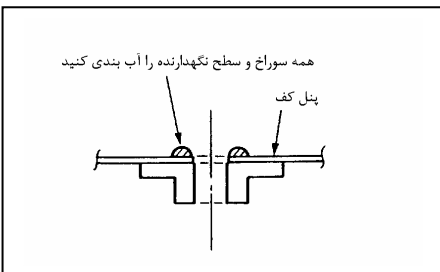 همه سوراخ و سطح نگهدارنده را آب بندی کنید
پنل کف